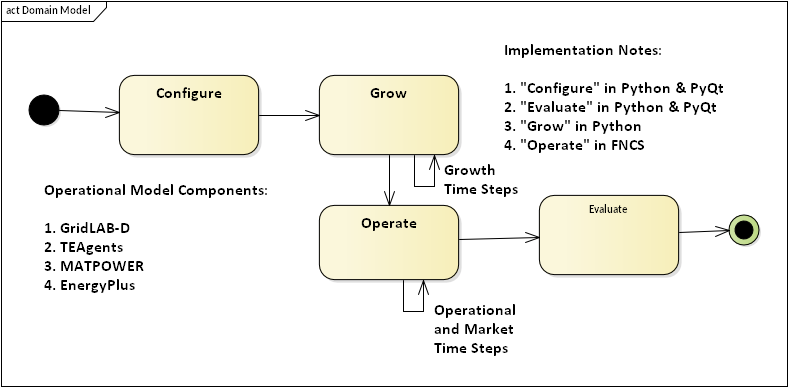 act Domain Model
Configure
Grow
Implementation Notes:
1. "Configure" in Python & PyQt
2. "Evaluate" in Python & PyQt
3. "Grow" in Python
4. "Operate" in FNCS
Growth
Time Steps
Operational Model Components:
1. GridLAB-D
2. TEAgents
3. MATPOWER
4. EnergyPlus
Operate
Evaluate
Operational
and Market
Time Steps